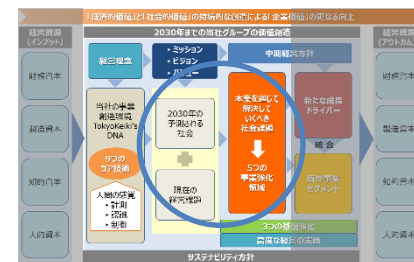 「経済的価値」と「社会的価値」の持続的な創造による「企業価値」の更なる向上
経営資源
(インプット)
財務資本
製造資本
知的資本
人的資本
2030年までの当社グループの価値創造
経営理念
• ミッション
• ビジョン
• バリュー
中期経営方針
当社の事業
創造環境
TokyoKeiki's
DNA
9つの
コア技術
人間の感覚
• 計測
• 認識
• 制御
2030年の
予測される
社会
現在の
経営課題
本業を通じて
解決して
いくべき
社会課題
5つの
事業強化
領域
新たな成長
ドライバー
統合
既存事業
セグメント
3つの基盤強化
高度な経営の実践
サステナビリティ方針
経営資源
(アウトカム)
財務資本
製造資本
知的資本
人的資本